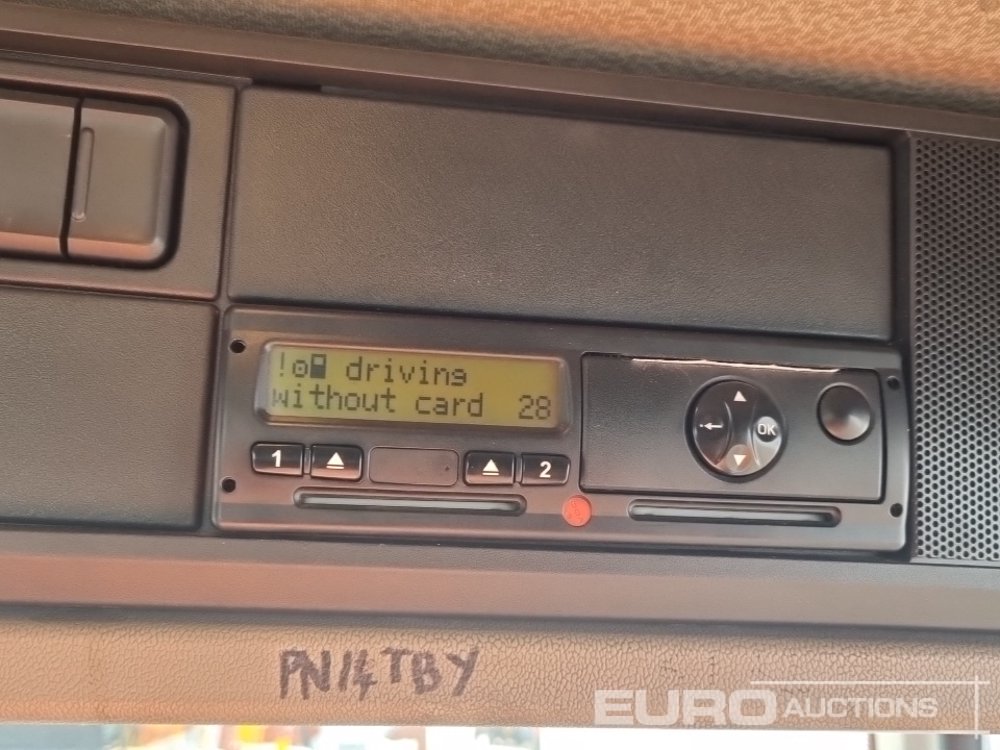 ! driving
without card 28
1 2
OK
PN14TBY
EURO AUCTIONS